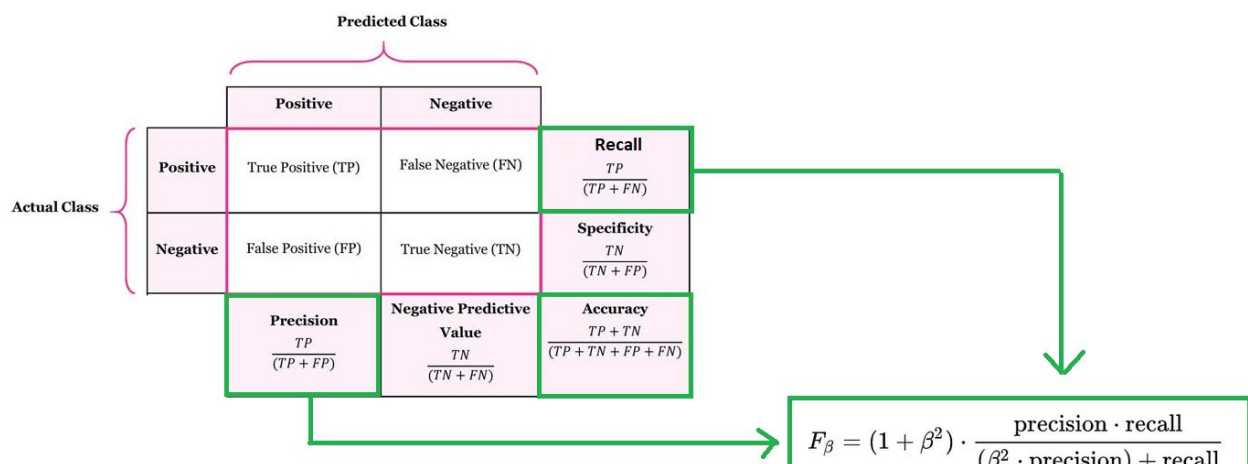 Predicted Class
Positive Negative
Actual Class
Positive True Positive (TP) False Negative (FN) Recall
TP
(TP + FN)
Negative False Positive (FP) True Negative (TN) Specificity
TN
(TN + FP)
Precision
TP
(TP + FP)
Negative Predictive
Value
TN
(TN + FN)
Accuracy
TP + TN
(TP + TN + FP + FN)
Fβ = (1 + β²) · precision · recall
(β² · precision) + recall